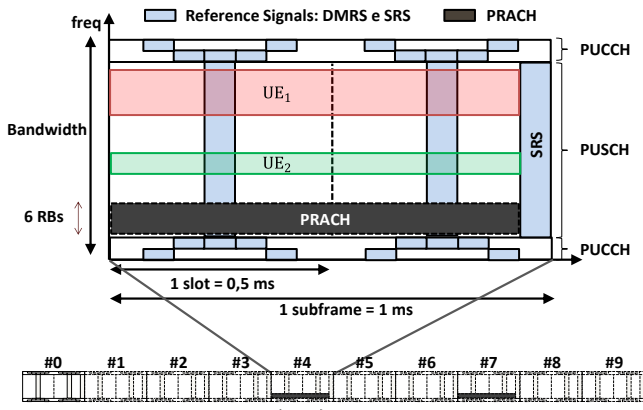 freq
Reference Signals: DMRS e SRS
PRACH
PUCCH
UE1
Bandwidth
SRS
PUSCH
UE2
6 RBs
PRACH
PUCCH
1 slot = 0,5 ms
1 subframe = 1 ms
#0 #1 #2 #3 #4 #5 #6 #7 #8 #9